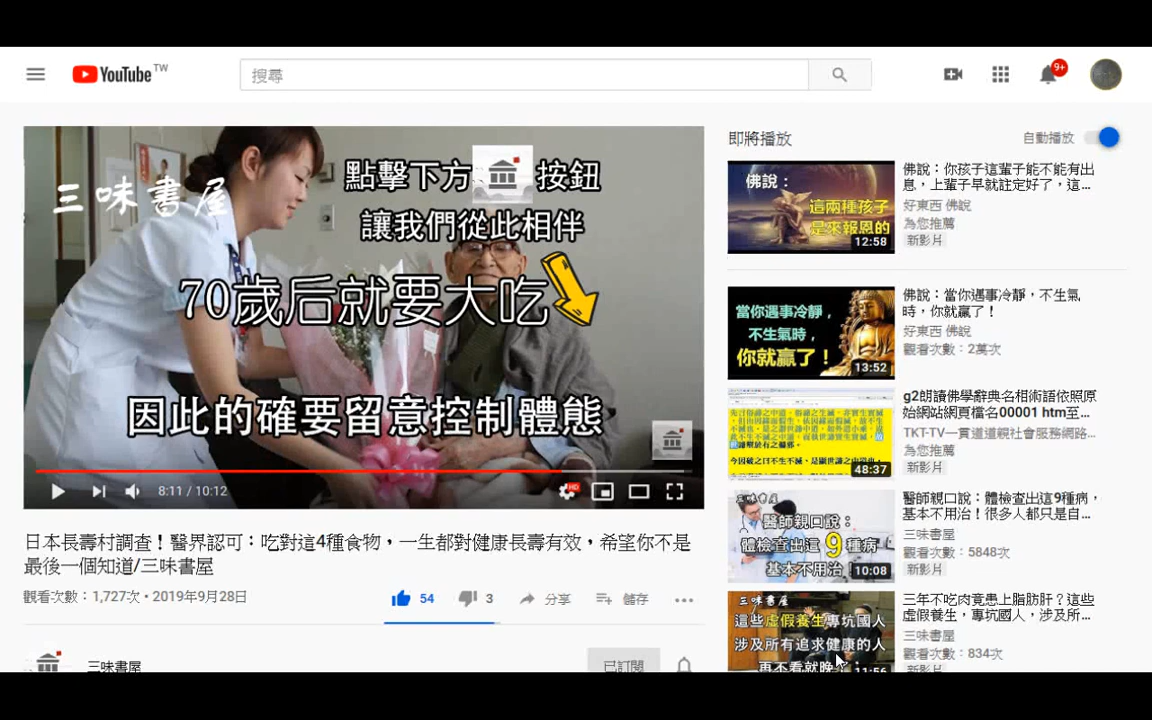 YouTube TW
搜尋
9+
三味書屋
點擊下方 按鈕
讓我們從此相伴
70歲后就要大吃
因此的確要留意控制體態
8:11 / 10:12
HD
日本長壽村調查！醫界認可：吃對這4種食物，一生都對健康長壽有效，希望你不是
最後一個知道/三味書屋
觀看次數：1,727次 • 2019年9月28日
54
3
分享
儲存
三味書屋
已訂閱
即將播放
自動播放
佛說：
這兩種孩子
是來報恩的
12:58
佛說：你孩子這輩子能不能有出
息，上輩子早就註定好了，這...
好東西 佛說
為您推薦
新影片
當你遇事冷靜，
不生氣時，
你就贏了！
13:52
佛說：當你遇事冷靜，不生氣
時，你就贏了！
好東西 佛說
觀看次數：2萬次
48:37
g2朗讀佛學辭典名相術語依照原
始網站網頁檔名00001 htm至...
TKT-TV一貫道道親社會服務網路...
為您推薦
新影片
三味書屋
醫師親口說：
體檢查出這9種病
基本不用治
10:08
醫師親口說：體檢查出這9種病，
基本不用治！很多人都只是自...
三味書屋
觀看次數：5848次
新影片
三味書屋
這些虛假養生專坑國人
涉及所有追求健康的人
再不看就晚了！
11:56
三年不吃肉竟患上脂肪肝？這些
虛假養生，專坑國人，涉及所...
三味書屋
觀看次數：834次
新影片